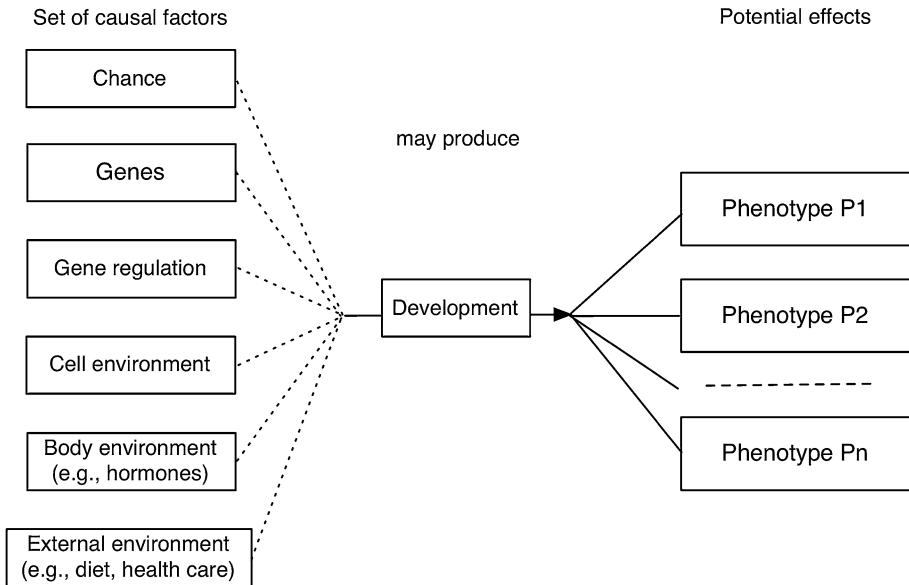 Set of causal factors
Potential effects
Chance
may produce
Genes
Phenotype P1
Gene regulation
Development
Phenotype P2
Cell environment
Body environment
(e.g., hormones)
Phenotype Pn
External environment
(e.g., diet, health care)